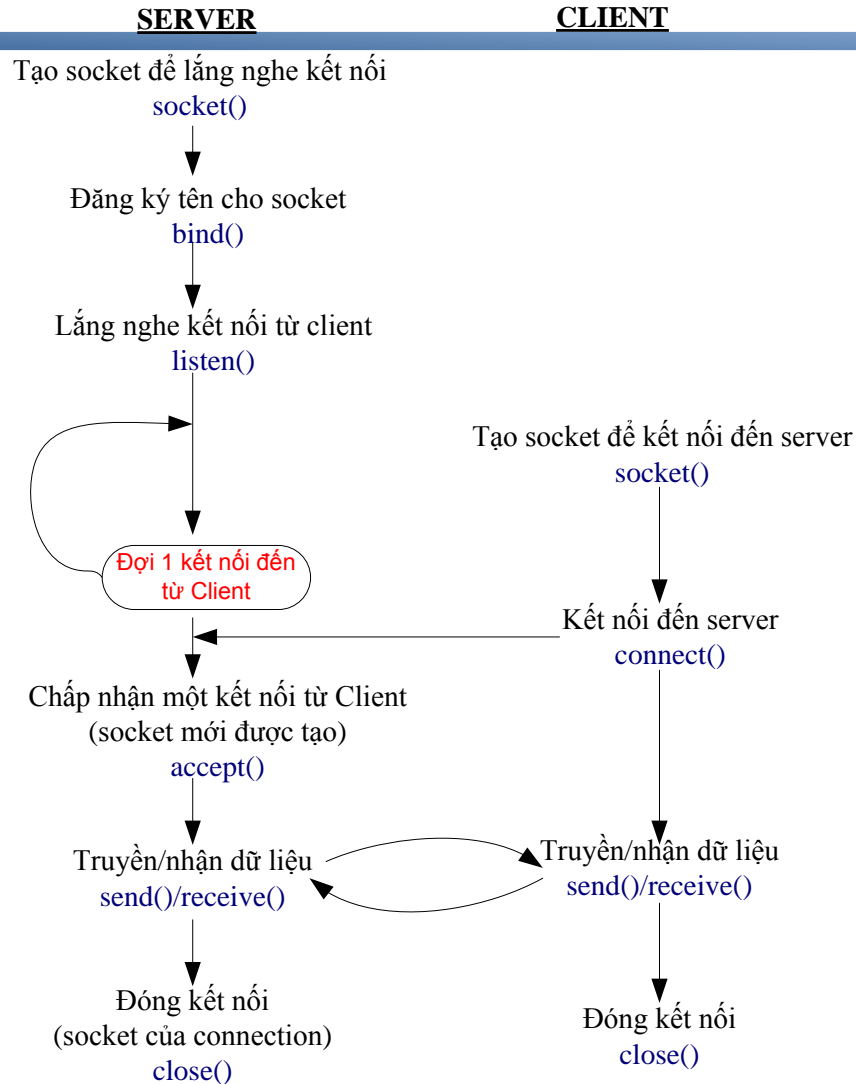 SERVER
CLIENT
Tạo socket để lắng nghe kết nối
socket()
Đăng ký tên cho socket
bind()
Lắng nghe kết nối từ client
listen()
Đợi 1 kết nối đến
từ Client
Chấp nhận một kết nối từ Client
(socket mới được tạo)
accept()
Truyền/nhận dữ liệu
send()/receive()
Đóng kết nối
(socket của connection)
close()
Tạo socket để kết nối đến server
socket()
Kết nối đến server
connect()
Truyền/nhận dữ liệu
send()/receive()
Đóng kết nối
close()